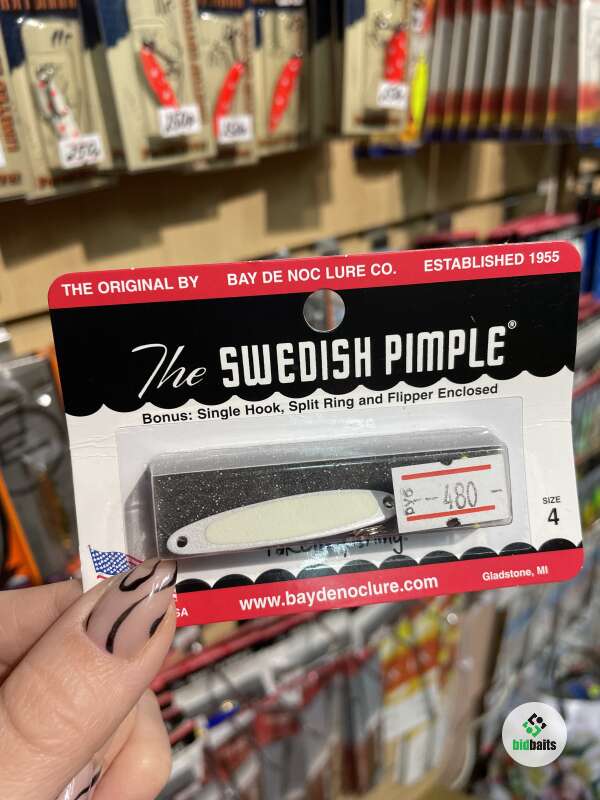 THE ORIGINAL BY BAY DE NOC LURE CO. ESTABLISHED 1955
The SWEDISH PIMPLE®
Bonus: Single Hook, Split Ring and Flipper Enclosed
руб
- 480 -
SIZE
4
www.baydenoclure.com
Gladstone, MI
bidbaits